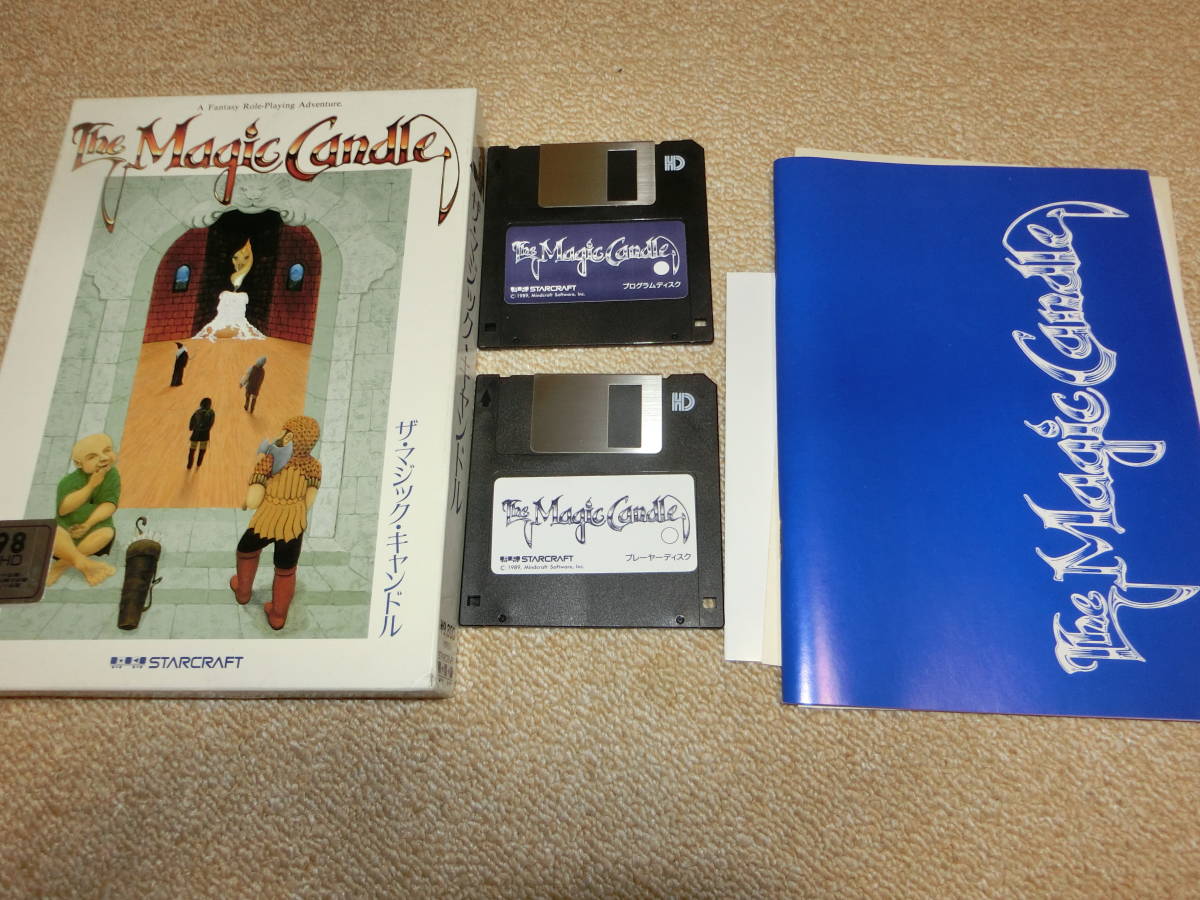 A Fantasy Role-Playing Adventure.
The Magic Candle
ザ・マジック・キャンドル
98
HD
STARCRAFT
HD
The Magic Candle
STARCRAFT
プログラムディスク
© 1989, Mindcraft Software, Inc.
HD
The Magic Candle
STARCRAFT
プレーヤーディスク
© 1989, Mindcraft Software, Inc.
The Magic Candle